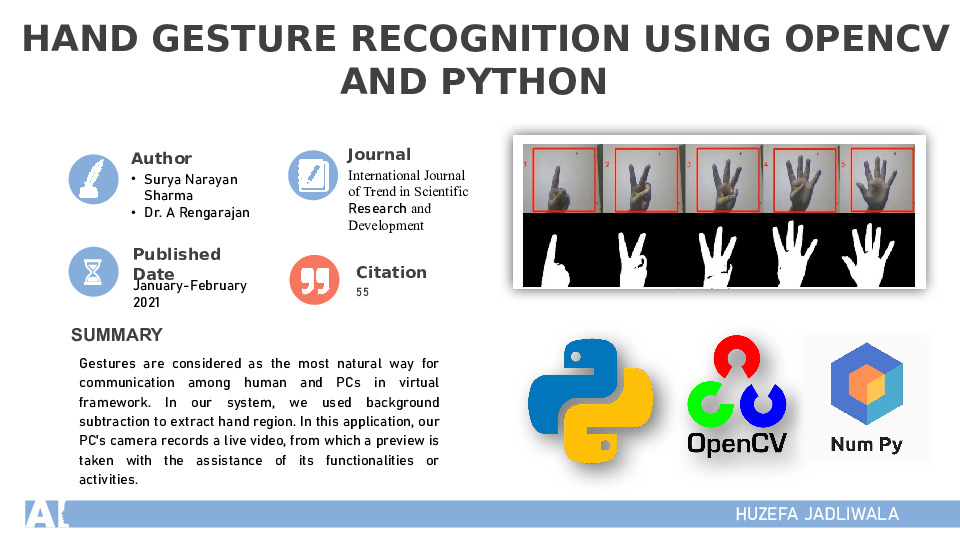 HAND GESTURE RECOGNITION USING OPENCV
AND PYTHON
Author
• Surya Narayan
Sharma
• Dr. A Rengarajan
Journal
International Journal
of Trend in Scientific
Research and
Development
Published
Date
January-February
2021
Citation
55
1 2 3 4 5
SUMMARY
Gestures are considered as the most natural way for
communication among human and PCs in virtual
framework. In our system, we used background
subtraction to extract hand region. In this application, our
PC's camera records a live video, from which a preview is
taken with the assistance of its functionalities or
activities.
OpenCV
Num Py
AI
HUZEFA JADLIWALA